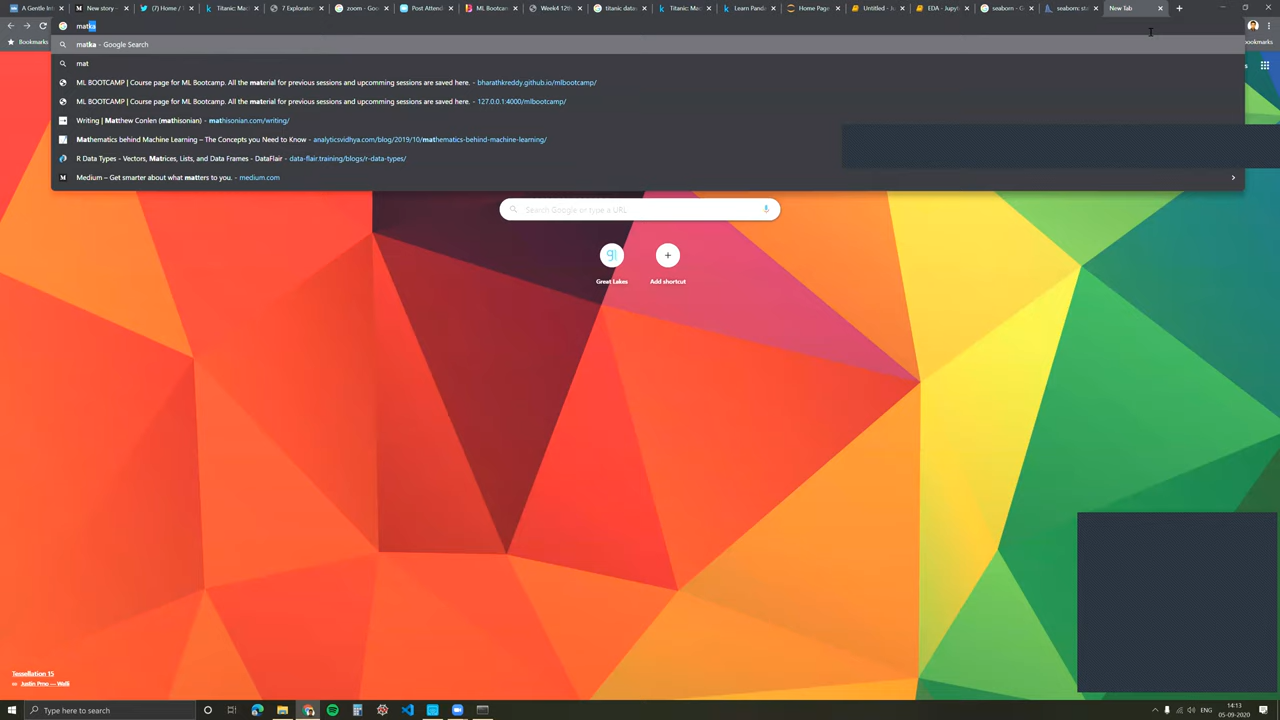 A Gentle Int
New story -
(7) Home / T
Titanic: Ma
7 Explorator
zoom - Goo
Post Attend
ML Bootcam
Week4 12th
titanic datas
Titanic: Mac
Learn Panda
Home Page
Untitled - Ju
EDA - Jupyt
seaborn - G
seaborn: sta
New Tab
matka
Bookmarks
matka - Google Search
mat
ML BOOTCAMP | Course page for ML Bootcamp. All the material for previous sessions and upcomming sessions are saved here. - bharathkreddy.github.io/mlbootcamp/
ML BOOTCAMP | Course page for ML Bootcamp. All the material for previous sessions and upcomming sessions are saved here. - 127.0.0.1:4000/mlbootcamp/
Writing | Matthew Conlen (mathisonian) - mathisonian.com/writing/
Mathematics behind Machine Learning – The Concepts you Need to Know - analyticsvidhya.com/blog/2019/10/mathematics-behind-machine-learning/
R Data Types - Vectors, Matrices, Lists, and Data Frames - DataFlair - data-flair.training/blogs/r-data-types/
Medium – Get smarter about what matters to you. - medium.com
Search Google or type a URL
Great Lakes
Add shortcut
Tessellation 15
Type here to search
ENG
14:13
05-09-2020